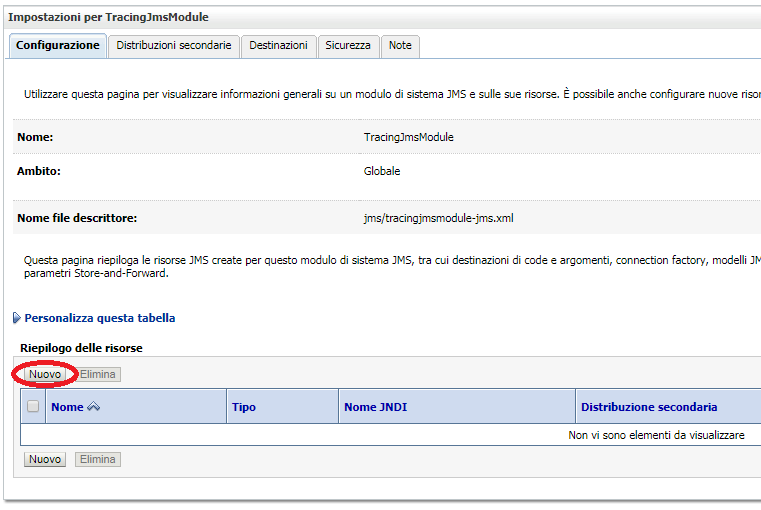 Impostazioni per TracingJmsModule
Configurazione Distribuzioni secondarie Destinazioni Sicurezza Note
Utilizzare questa pagina per visualizzare informazioni generali su un modulo di sistema JMS e sulle sue risorse. È possibile anche configurare nuove risor
Nome: TracingJmsModule
Ambito: Globale
Nome file descrittore: jms/tracingjmsmodule-jms.xml
Questa pagina riepiloga le risorse JMS create per questo modulo di sistema JMS, tra cui destinazioni di code e argomenti, connection factory, modelli JM
parametri Store-and-Forward.
Personalizza questa tabella
Riepilogo delle risorse
Nuovo Elimina
Nome Tipo Nome JNDI Distribuzione secondaria
Non vi sono elementi da visualizzare
Nuovo Elimina